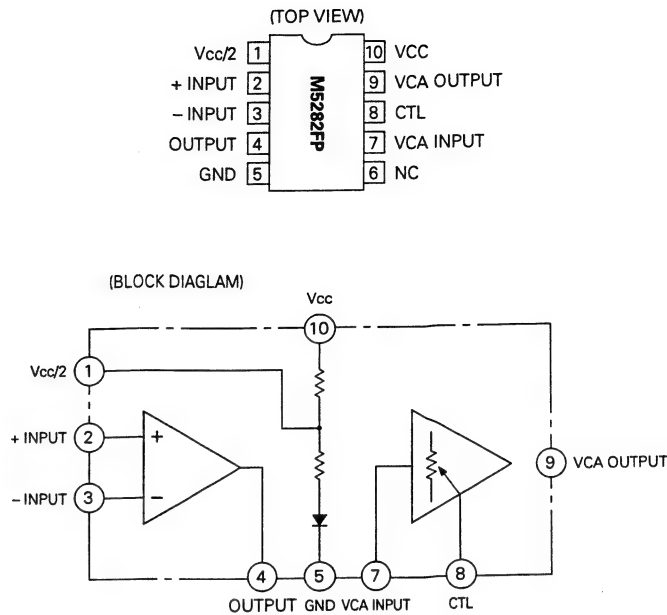 (TOP VIEW)
Vcc/2 1
10 VCC
+ INPUT 2
9 VCA OUTPUT
– INPUT 3
8 CTL
OUTPUT 4
7 VCA INPUT
GND 5
6 NC
M5282FP
(BLOCK DIAGLAM)
Vcc
10
Vcc/2 1
+ INPUT 2
+
– INPUT 3
–
9 VCA OUTPUT
4 5 7 8
OUTPUT GND VCA INPUT CTL